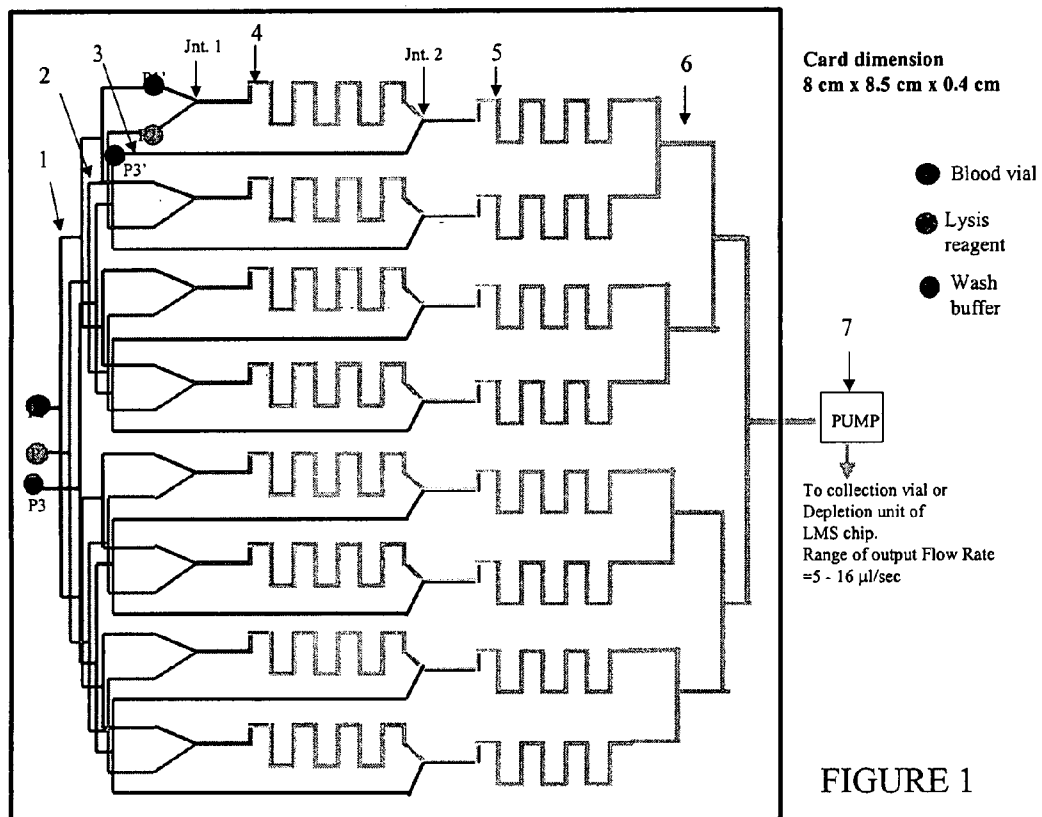 4
Jnt. 1
Jnt. 2
5
3
2
6
1
P3'
P3
Card dimension
8 cm x 8.5 cm x 0.4 cm
Blood vial
Lysis
reagent
Wash
buffer
7
PUMP
To collection vial or
Depletion unit of
LMS chip.
Range of output Flow Rate
=5 - 16 µl/sec
FIGURE 1